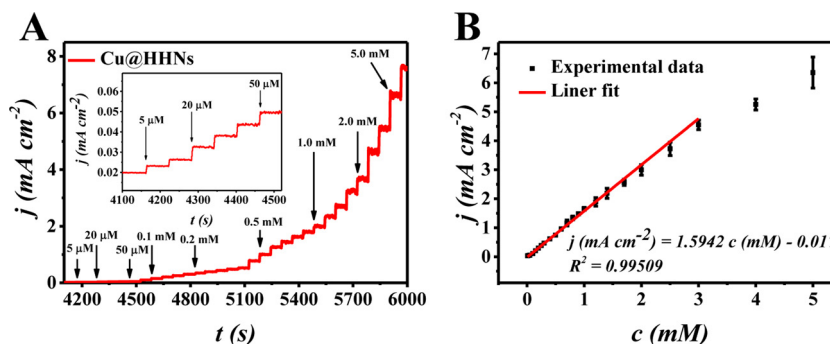 A
Cu@HHNs
j (mA cm⁻²)
8
6
4
2
0
4200 4500 4800 5100 5400 5700 6000
t (s)
5 μM
20 μM
50 μM
0.1 mM
0.2 mM
0.5 mM
1.0 mM
2.0 mM
5.0 mM
j (mA cm⁻²)
0.06
0.05
0.04
0.03
0.02
0.01
4100 4200 4300 4400 4500
t (s)
5 μM
20 μM
50 μM
B
Experimental data
Liner fit
j (mA cm⁻²)
7
6
5
4
3
2
1
0
j (mA cm⁻²) = 1.5942 c (mM) - 0.01
R² = 0.99509
0 1 2 3 4 5
c (mM)